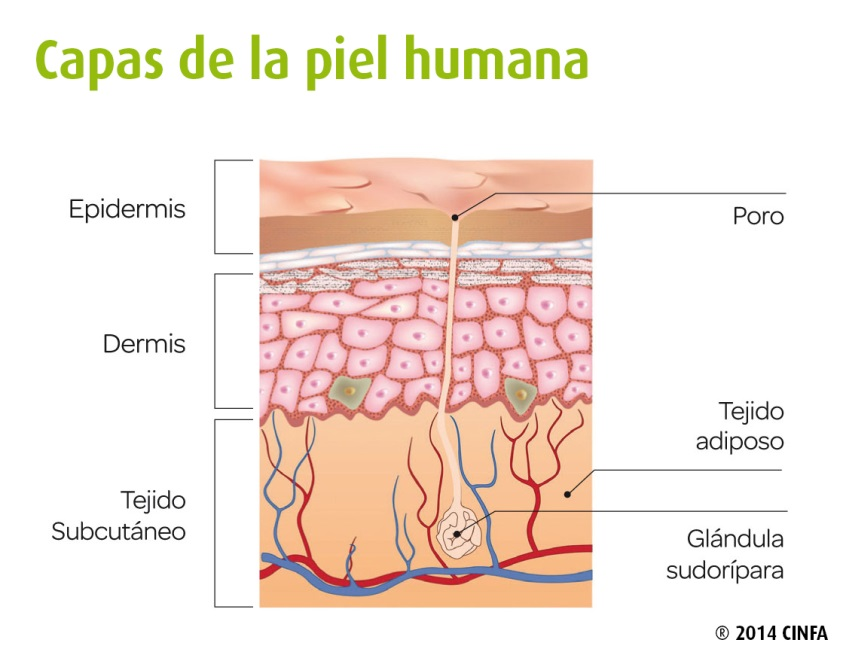 Capas de la piel humana
Epidermis
Poro
Dermis
Tejido
adiposo
Tejido
Subcutáneo
Glándula
sudorípara
® 2014 CINFA